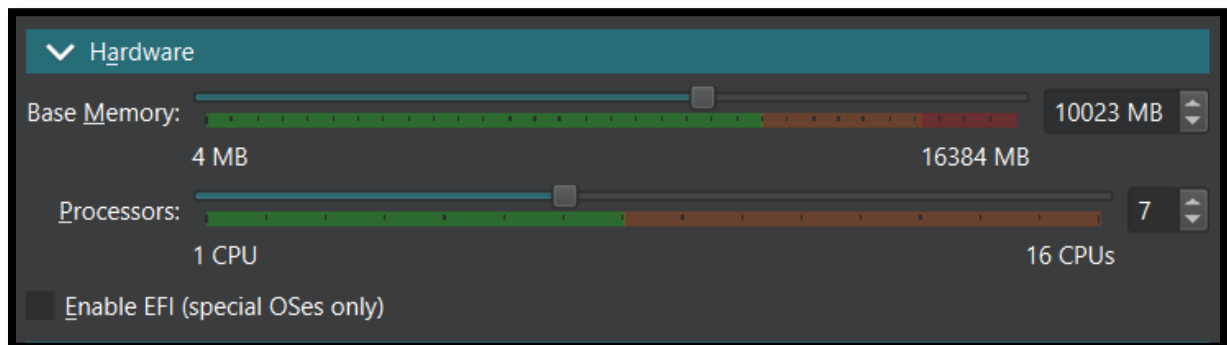 Hardware
Base Memory: 10023 MB
4 MB 16384 MB
Processors: 7
1 CPU 16 CPUs
Enable EFI (special OSes only)